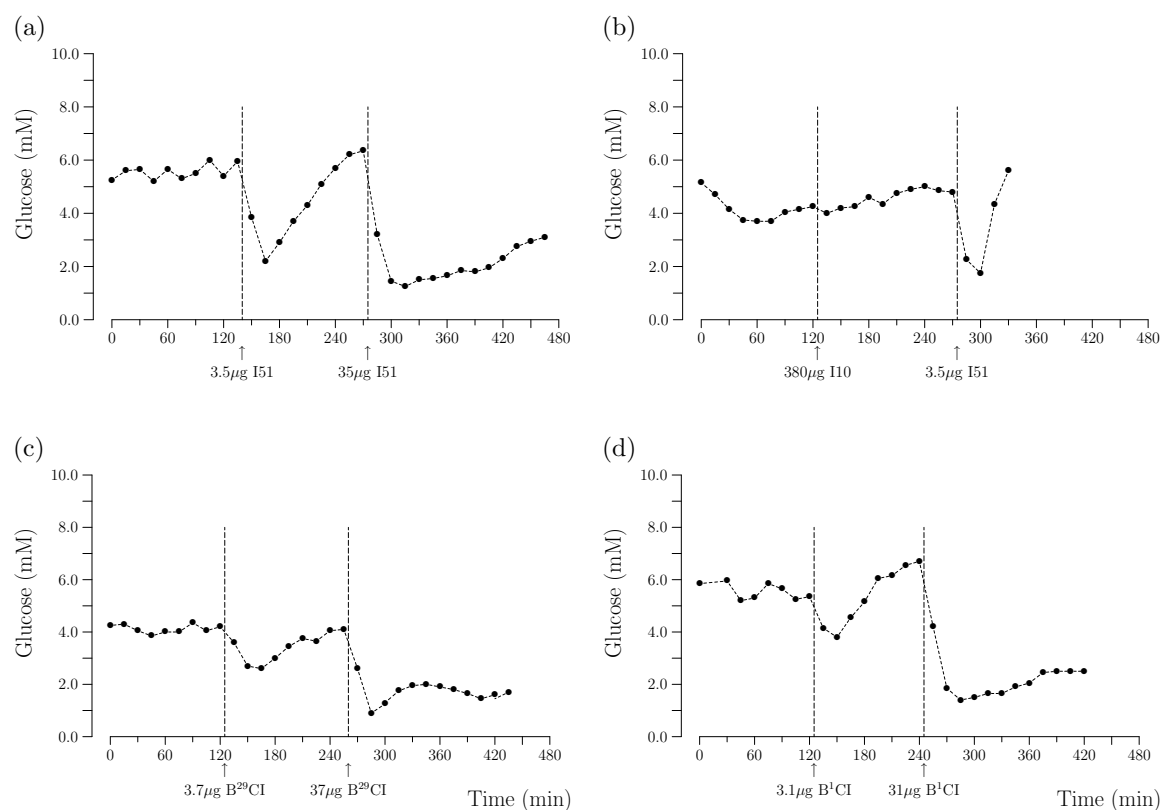 (a)
10.0
8.0
6.0
4.0
2.0
0.0
Glucose (mM)
0 60 120 180 240 300 360 420 480
↑ ↑
3.5μg I51 35μg I51
(b)
10.0
8.0
6.0
4.0
2.0
0.0
Glucose (mM)
0 60 120 180 240 300 360 420 480
↑ ↑
380μg I10 3.5μg I51
(c)
10.0
8.0
6.0
4.0
2.0
0.0
Glucose (mM)
0 60 120 180 240 300 360 420 480
↑ ↑
3.7μg B²⁹CI 37μg B²⁹CI
Time (min)
(d)
10.0
8.0
6.0
4.0
2.0
0.0
Glucose (mM)
0 60 120 180 240 300 360 420 480
↑ ↑
3.1μg B¹CI 31μg B¹CI
Time (min)